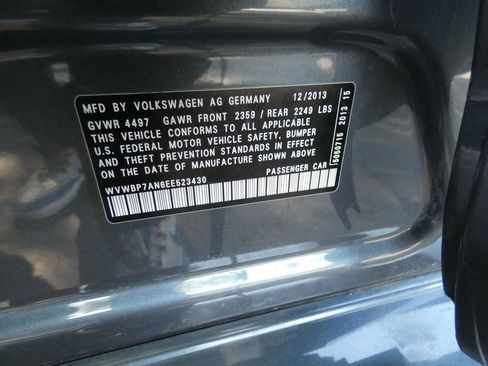 MFD BY VOLKSWAGEN AG GERMANY 12/2013
GVWR 4497 GAWR FRONT 2359 / REAR 2249 LBS
THIS VEHICLE CONFORMS TO ALL APPLICABLE
U.S. FEDERAL MOTOR VEHICLE SAFETY, BUMPER
AND THEFT PREVENTION STANDARDS IN EFFECT
ON THE DATE OF MANUFACTURE SHOWN ABOVE
WVWBP7AN6EE523430 PASSENGER CAR
5050715 2013 15